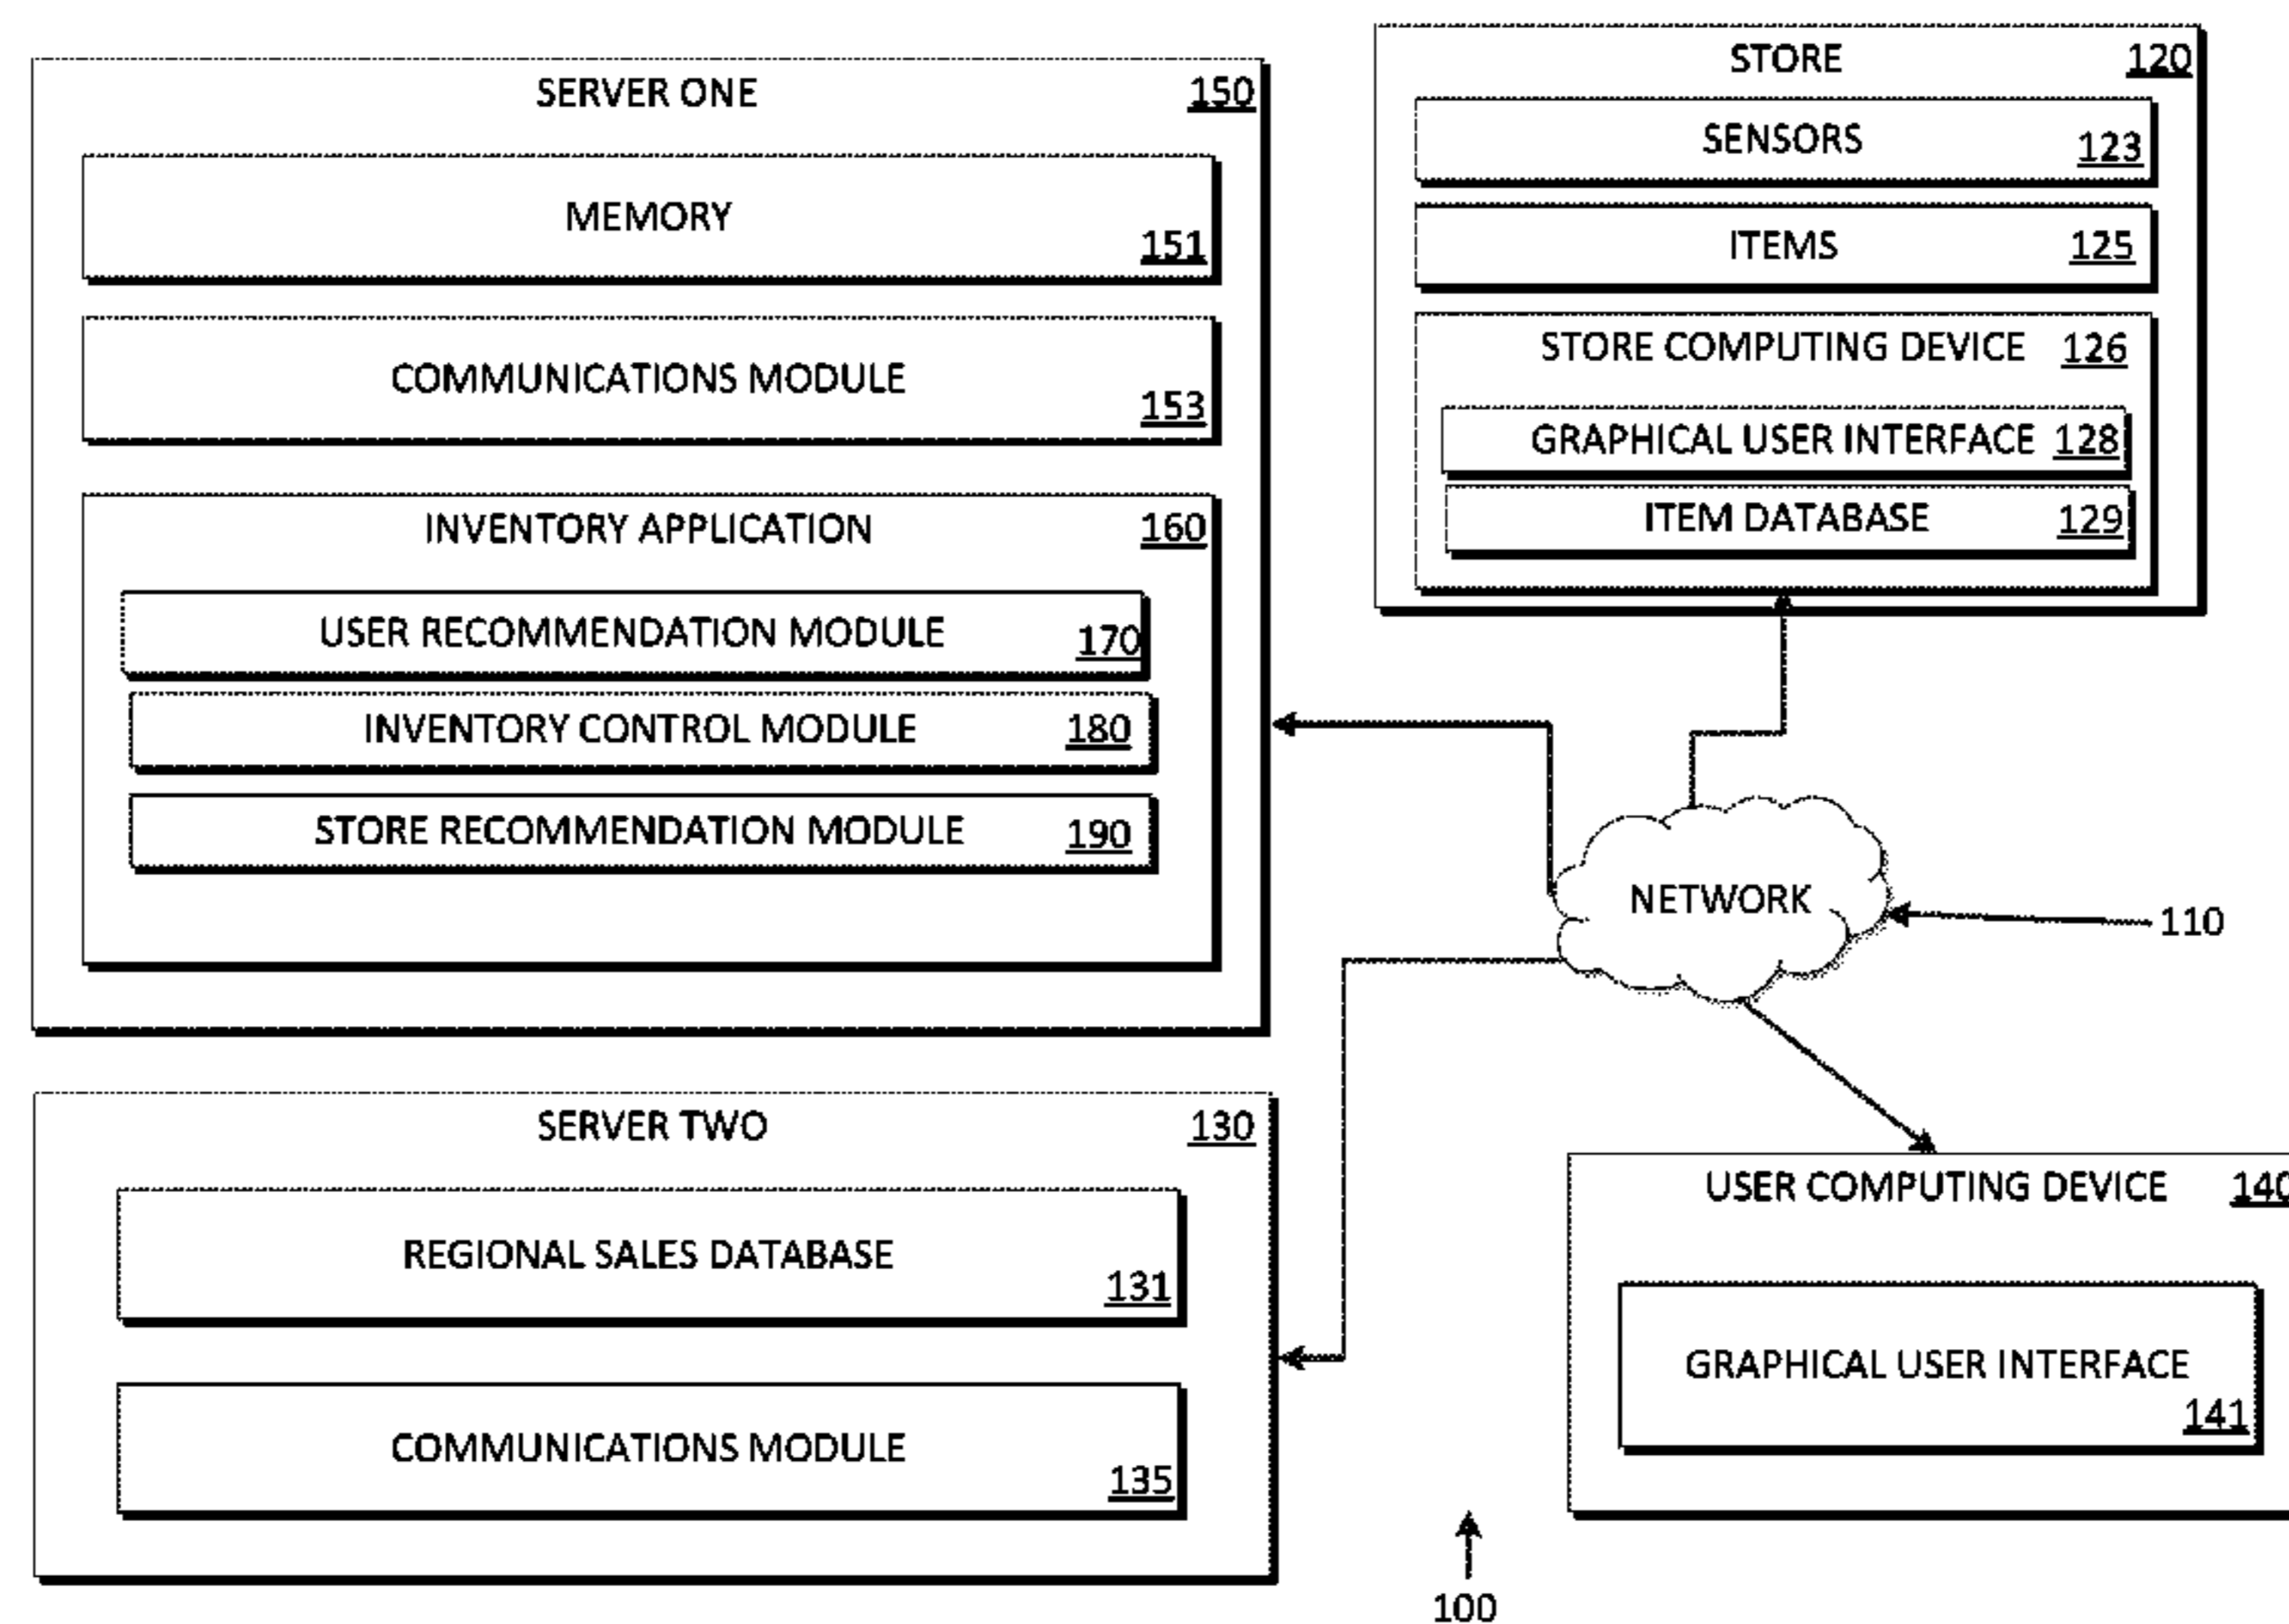 SERVER ONE 150
MEMORY
151
COMMUNICATIONS MODULE
153
INVENTORY APPLICATION 160
USER RECOMMENDATION MODULE 170
INVENTORY CONTROL MODULE 180
STORE RECOMMENDATION MODULE 190
STORE 120
SENSORS 123
ITEMS 125
STORE COMPUTING DEVICE 126
GRAPHICAL USER INTERFACE 128
ITEM DATABASE 129
NETWORK
110
SERVER TWO 130
REGIONAL SALES DATABASE
131
COMMUNICATIONS MODULE
135
USER COMPUTING DEVICE 140
GRAPHICAL USER INTERFACE
141
100